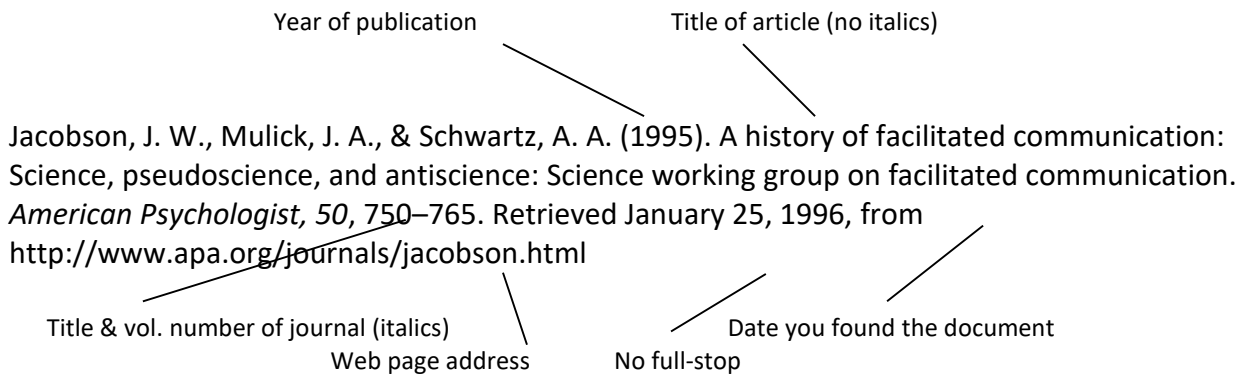 Year of publication Title of article (no italics)
Jacobson, J. W., Mulick, J. A., & Schwartz, A. A. (1995). A history of facilitated communication:
Science, pseudoscience, and antiscience: Science working group on facilitated communication.
American Psychologist, 50, 750–765. Retrieved January 25, 1996, from
http://www.apa.org/journals/jacobson.html
Title & vol. number of journal (italics) Date you found the document
Web page address No full-stop